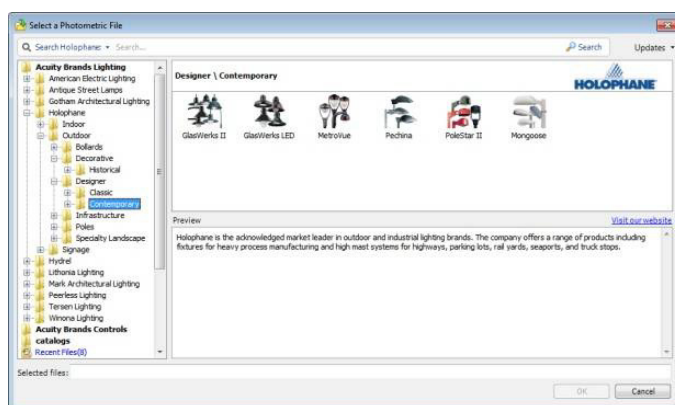 Select a Photometric File
Search Holophane: Search... Search Updates
Acuity Brands Lighting
American Electric Lighting
Antique Street Lamps
Gotham Architectural Lighting
Holophane
Indoor
Outdoor
Bollards
Decorative
Historical
Designer
Classic
Contemporary
Infrastructure
Poles
Specialty Landscape
Signage
Hydrel
Lithonia Lighting
Mark Architectural Lighting
Peerless Lighting
Tersen Lighting
Winona Lighting
Acuity Brands Controls
catalogs
Recent Files(8)
Designer \ Contemporary
HOLOPHANE
GlasWerks II GlasWerks LED MetroVue Pechina PoleStar II Mongoose
Preview Visit our website
Holophane is the acknowledged market leader in outdoor and industrial lighting brands. The company offers a range of products including
fixtures for heavy process manufacturing and high mast systems for highways, parking lots, rail yards, seaports, and truck stops.
Selected files:
OK Cancel